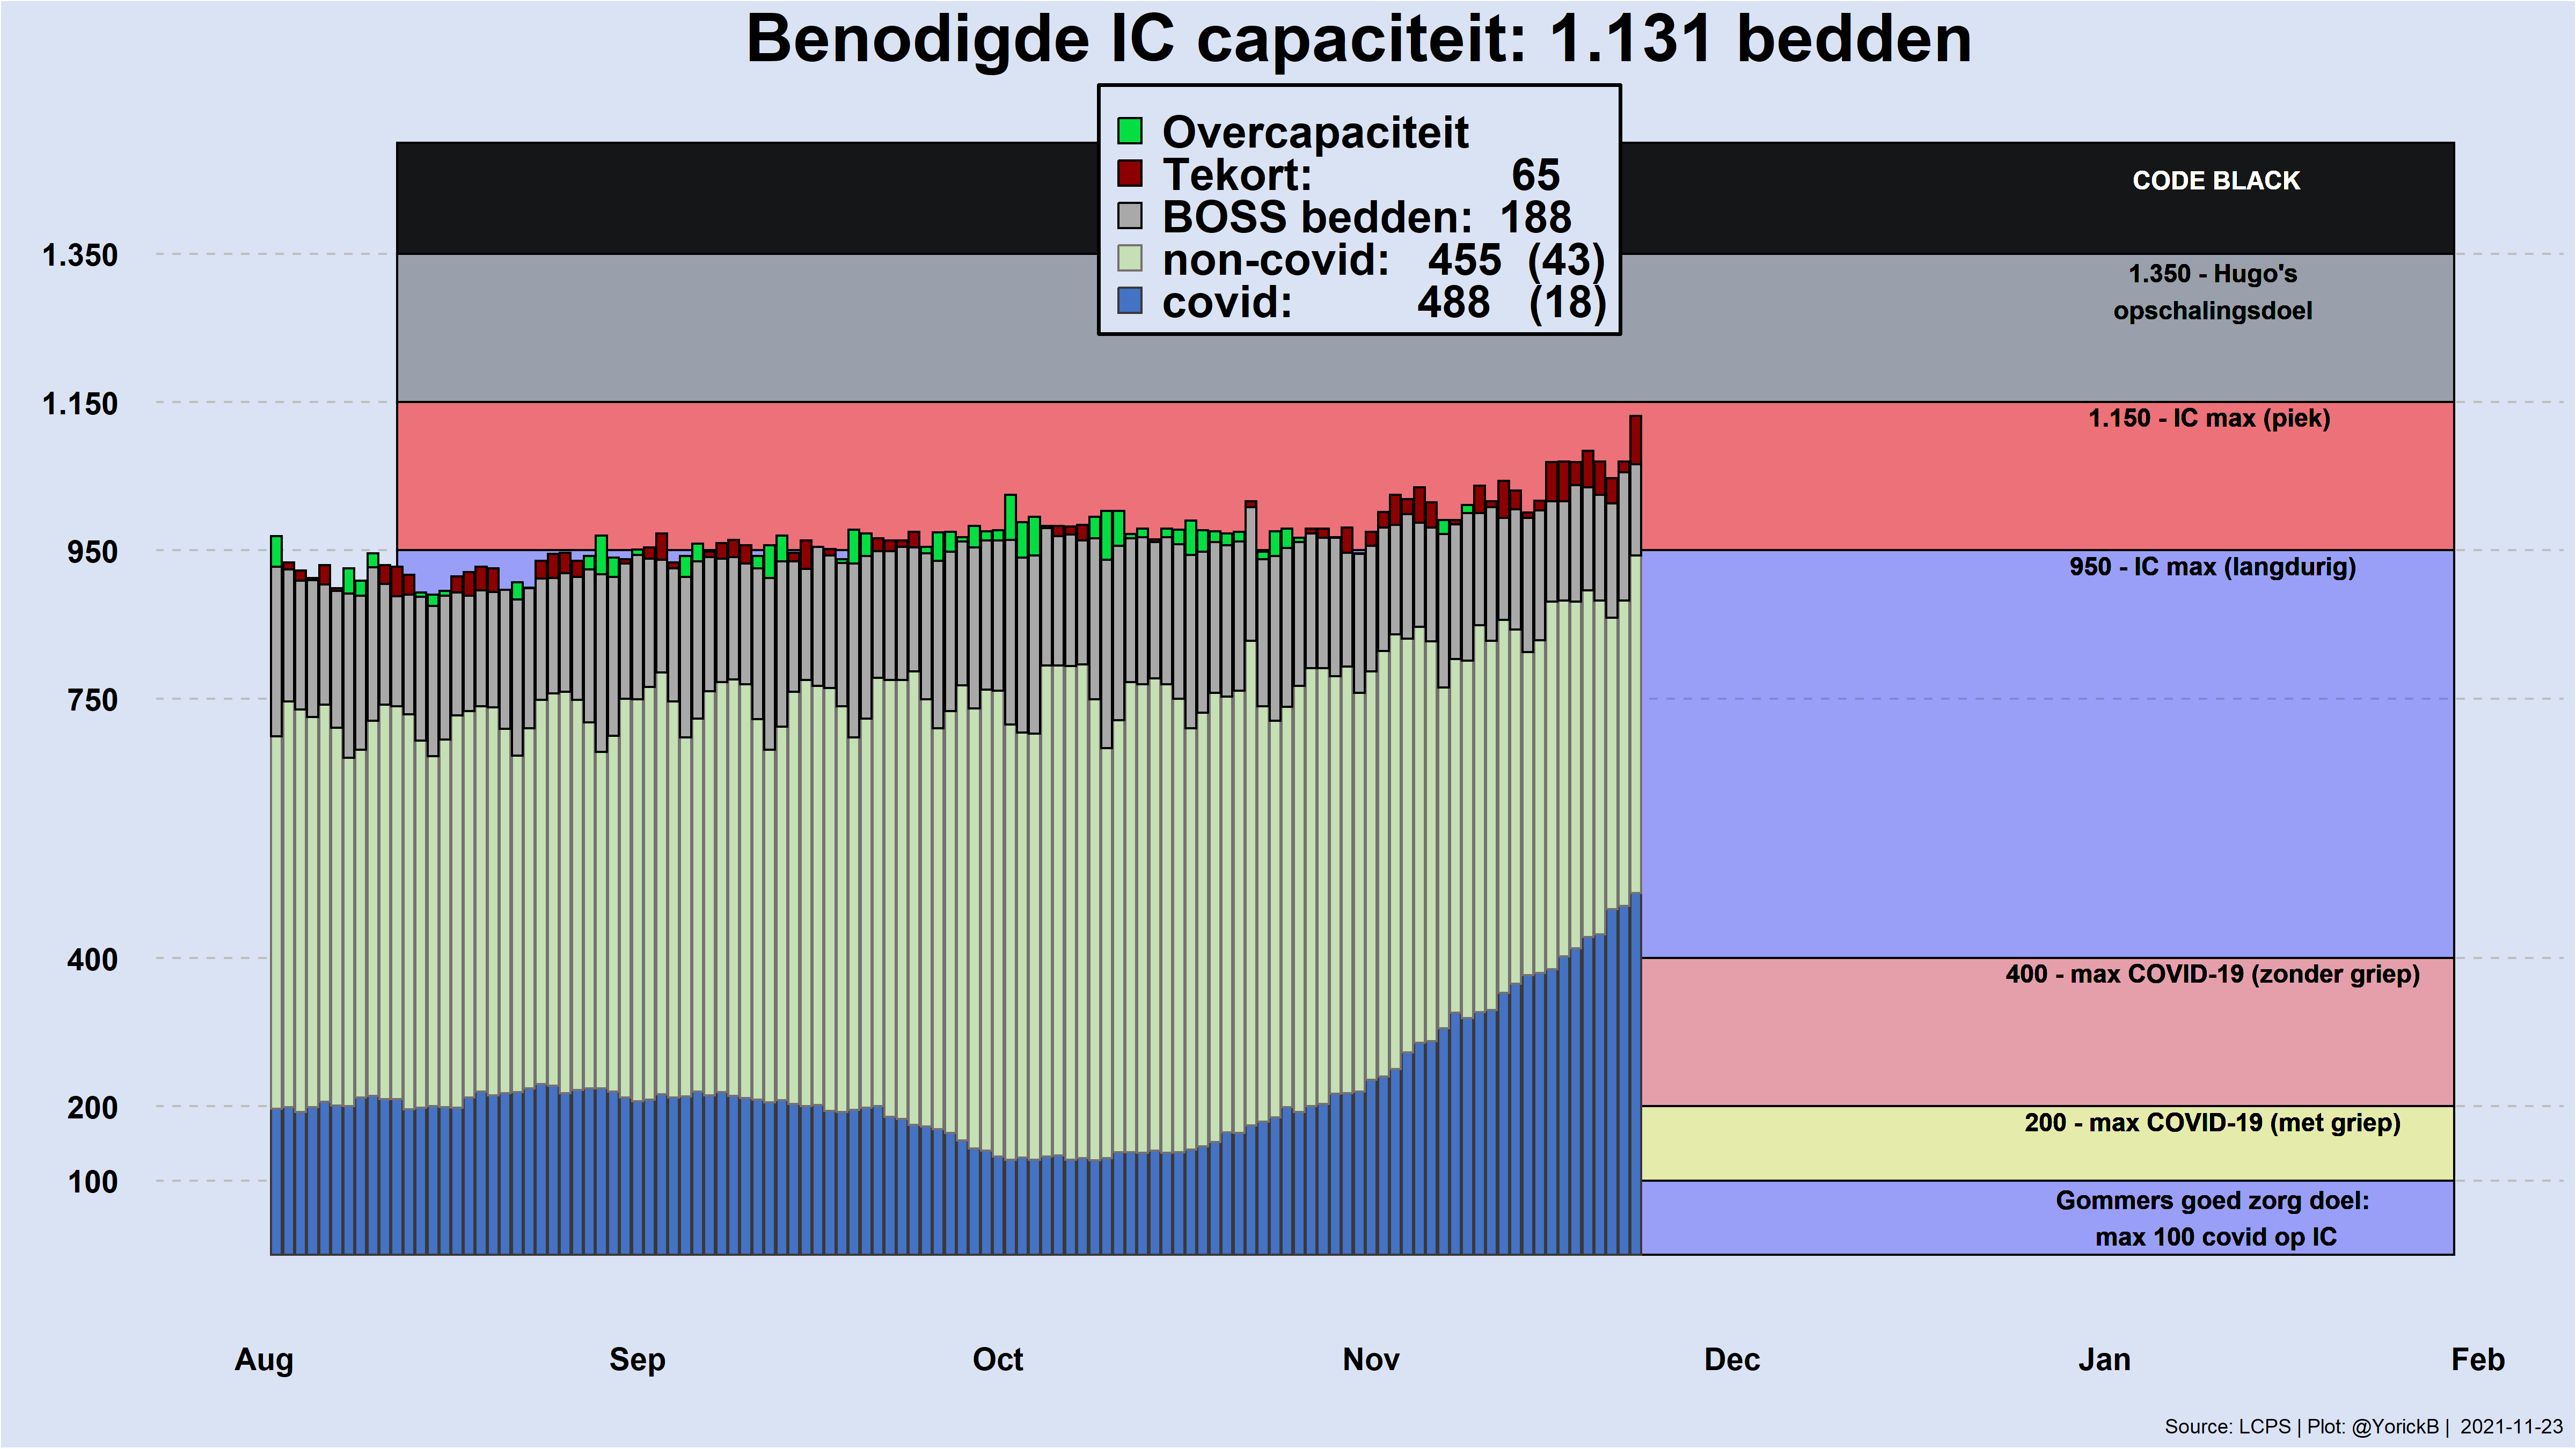 Benodigde IC capaciteit: 1.131 bedden
Overcapaciteit
Tekort: 65
BOSS bedden: 188
non-covid: 455 (43)
covid: 488 (18)
CODE BLACK
1.350
1.350 - Hugo's
opschalingsdoel
1.150
1.150 - IC max (piek)
950
950 - IC max (langdurig)
750
400
400 - max COVID-19 (zonder griep)
200
200 - max COVID-19 (met griep)
100
Gommers goed zorg doel:
max 100 covid op IC
Aug Sep Oct Nov Dec Jan Feb
Source: LCPS | Plot: @YorickB | 2021-11-23